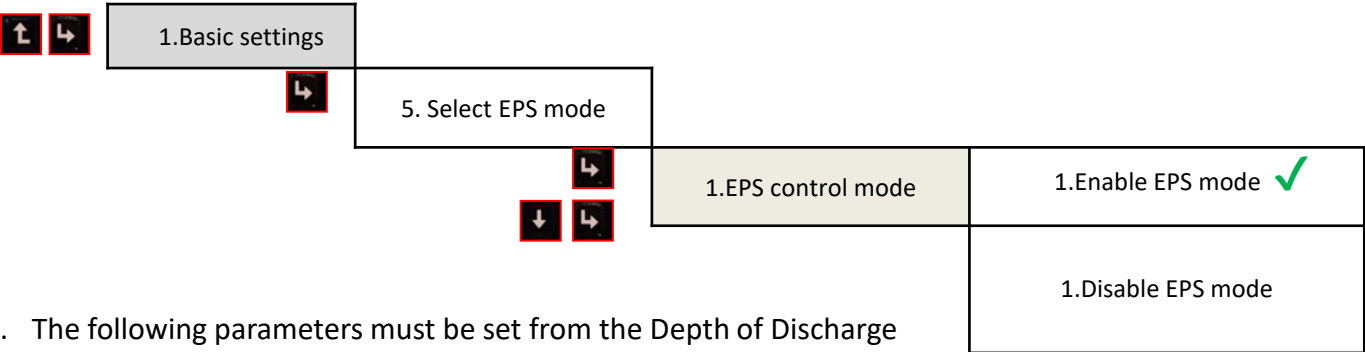 1.Basic settings
5. Select EPS mode
1.EPS control mode
1.Enable EPS mode
1.Disable EPS mode
. The following parameters must be set from the Depth of Discharge